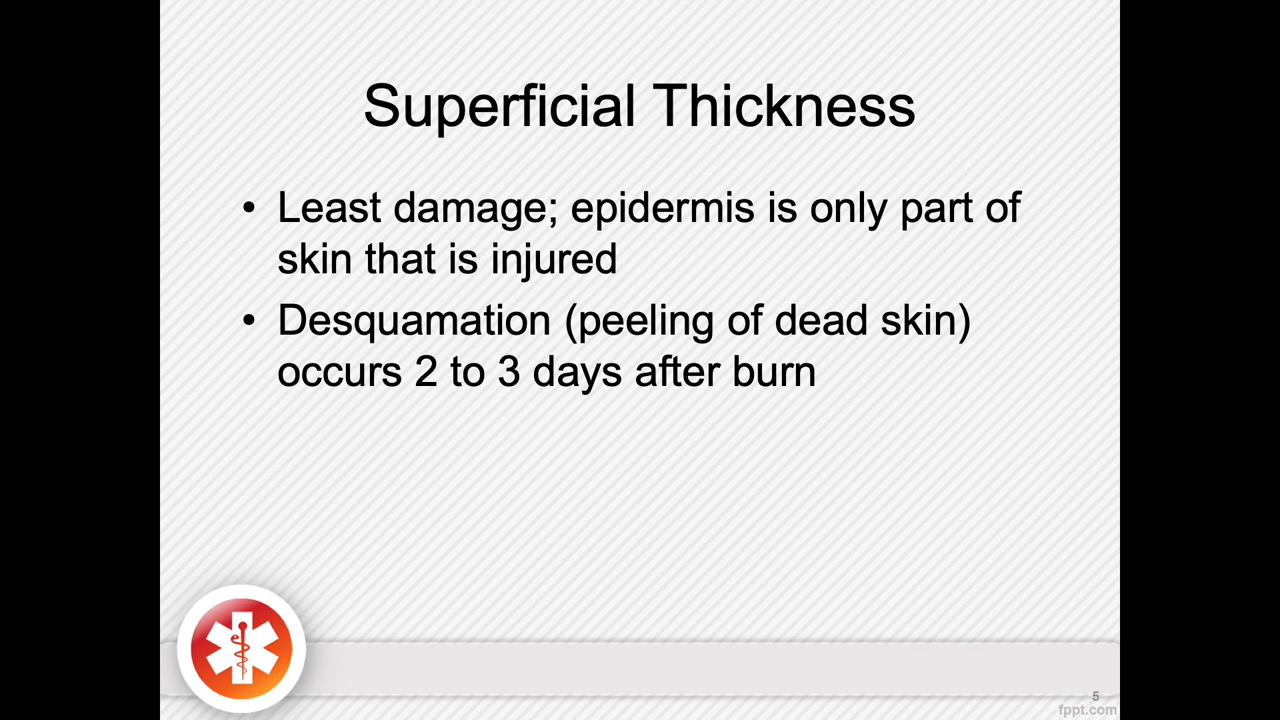 Superficial Thickness
• Least damage; epidermis is only part of
skin that is injured
• Desquamation (peeling of dead skin)
occurs 2 to 3 days after burn
5
fppt.com